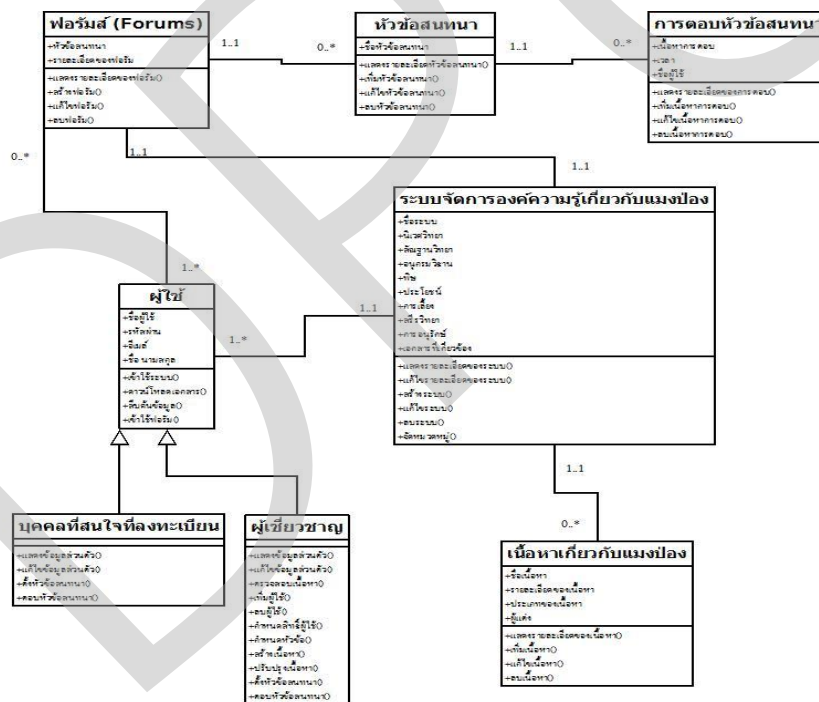 ฟอรัมส์ (Forums)
+หัวข้อสนทนา
+รายละเอียดของฟอรัม
+แสดงรายละเอียดของฟอรัม()
+สร้างฟอรัม()
+แก้ไขฟอรัม()
+ลบฟอรัม()
1..1
0..*
หัวข้อสนทนา
+ชื่อหัวข้อสนทนา
+แสดงรายละเอียดหัวข้อสนทนา()
+เพิ่มหัวข้อสนทนา()
+แก้ไขหัวข้อสนทนา()
+ลบหัวข้อสนทนา()
1..1
0..*
การตอบหัวข้อสนทนา
+เนื้อหาการตอบ
+เวลา
+ชื่อผู้ใช้
+แสดงรายละเอียดของการตอบ()
+เพิ่มเนื้อหาการตอบ()
+แก้ไขเนื้อหาการตอบ()
+ลบเนื้อหาการตอบ()
0..*
1..1
1..1
ระบบจัดการองค์ความรู้เกี่ยวกับแมงป่อง
+ชื่อระบบ
+นิเวศวิทยา
+สัณฐานวิทยา
+อนุกรมวิธาน
+พิษ
+ประโยชน์
+การเลี้ยง
+สรีรวิทยา
+การอนุรักษ์
+เอกสารที่เกี่ยวข้อง
+แสดงรายละเอียดของระบบ()
+แก้ไขรายละเอียดของระบบ()
+สร้างระบบ()
+แก้ไขระบบ()
+ลบระบบ()
+จัดหมวดหมู่()
1..*
ผู้ใช้
+ชื่อผู้ใช้
+รหัสผ่าน
+อีเมล์
+ชื่อ นามสกุล
+เข้าใช้ระบบ()
+ดาวน์โหลดเอกสาร()
+สืบค้นข้อมูล()
+เข้าใช้ฟอรัม()
1..*
1..1
1..1
0..*
บุคคลที่สนใจที่ลงทะเบียน
+แสดงข้อมูลส่วนตัว()
+แก้ไขข้อมูลส่วนตัว()
+ตั้งหัวข้อสนทนา()
+ตอบหัวข้อสนทนา()
ผู้เชี่ยวชาญ
+แสดงข้อมูลส่วนตัว()
+แก้ไขข้อมูลส่วนตัว()
+ตรวจสอบเนื้อหา()
+เพิ่มผู้ใช้()
+ลบผู้ใช้()
+กำหนดสิทธิ์ผู้ใช้()
+กำหนดหัวข้อ()
+สร้างเนื้อหา()
+ปรับปรุงเนื้อหา()
+ตั้งหัวข้อสนทนา()
+ตอบหัวข้อสนทนา()
เนื้อหาเกี่ยวกับแมงป่อง
+ชื่อเนื้อหา
+รายละเอียดของเนื้อหา
+ประเภทของเนื้อหา
+ผู้แต่ง
+แสดงรายละเอียดของเนื้อหา()
+เพิ่มเนื้อหา()
+แก้ไขเนื้อหา()
+ลบเนื้อหา()